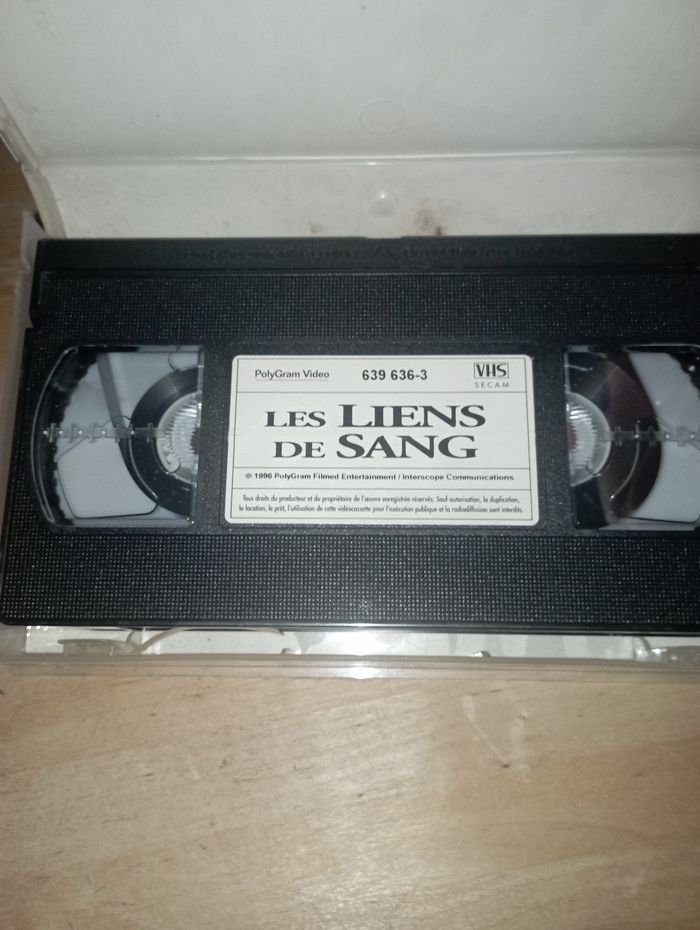 PolyGram Video 639 636-3 VHS
SECAM
LES LIENS
DE SANG
© 1996 PolyGram Filmed Entertainment / Interscope Communications.
Tous droits du producteur et du propriétaire de l'œuvre enregistrée réservés. Sauf autorisation, la duplication,
la location, le prêt, l'utilisation de cette vidéocassette pour l'exécution publique et la radiodiffusion sont interdits.